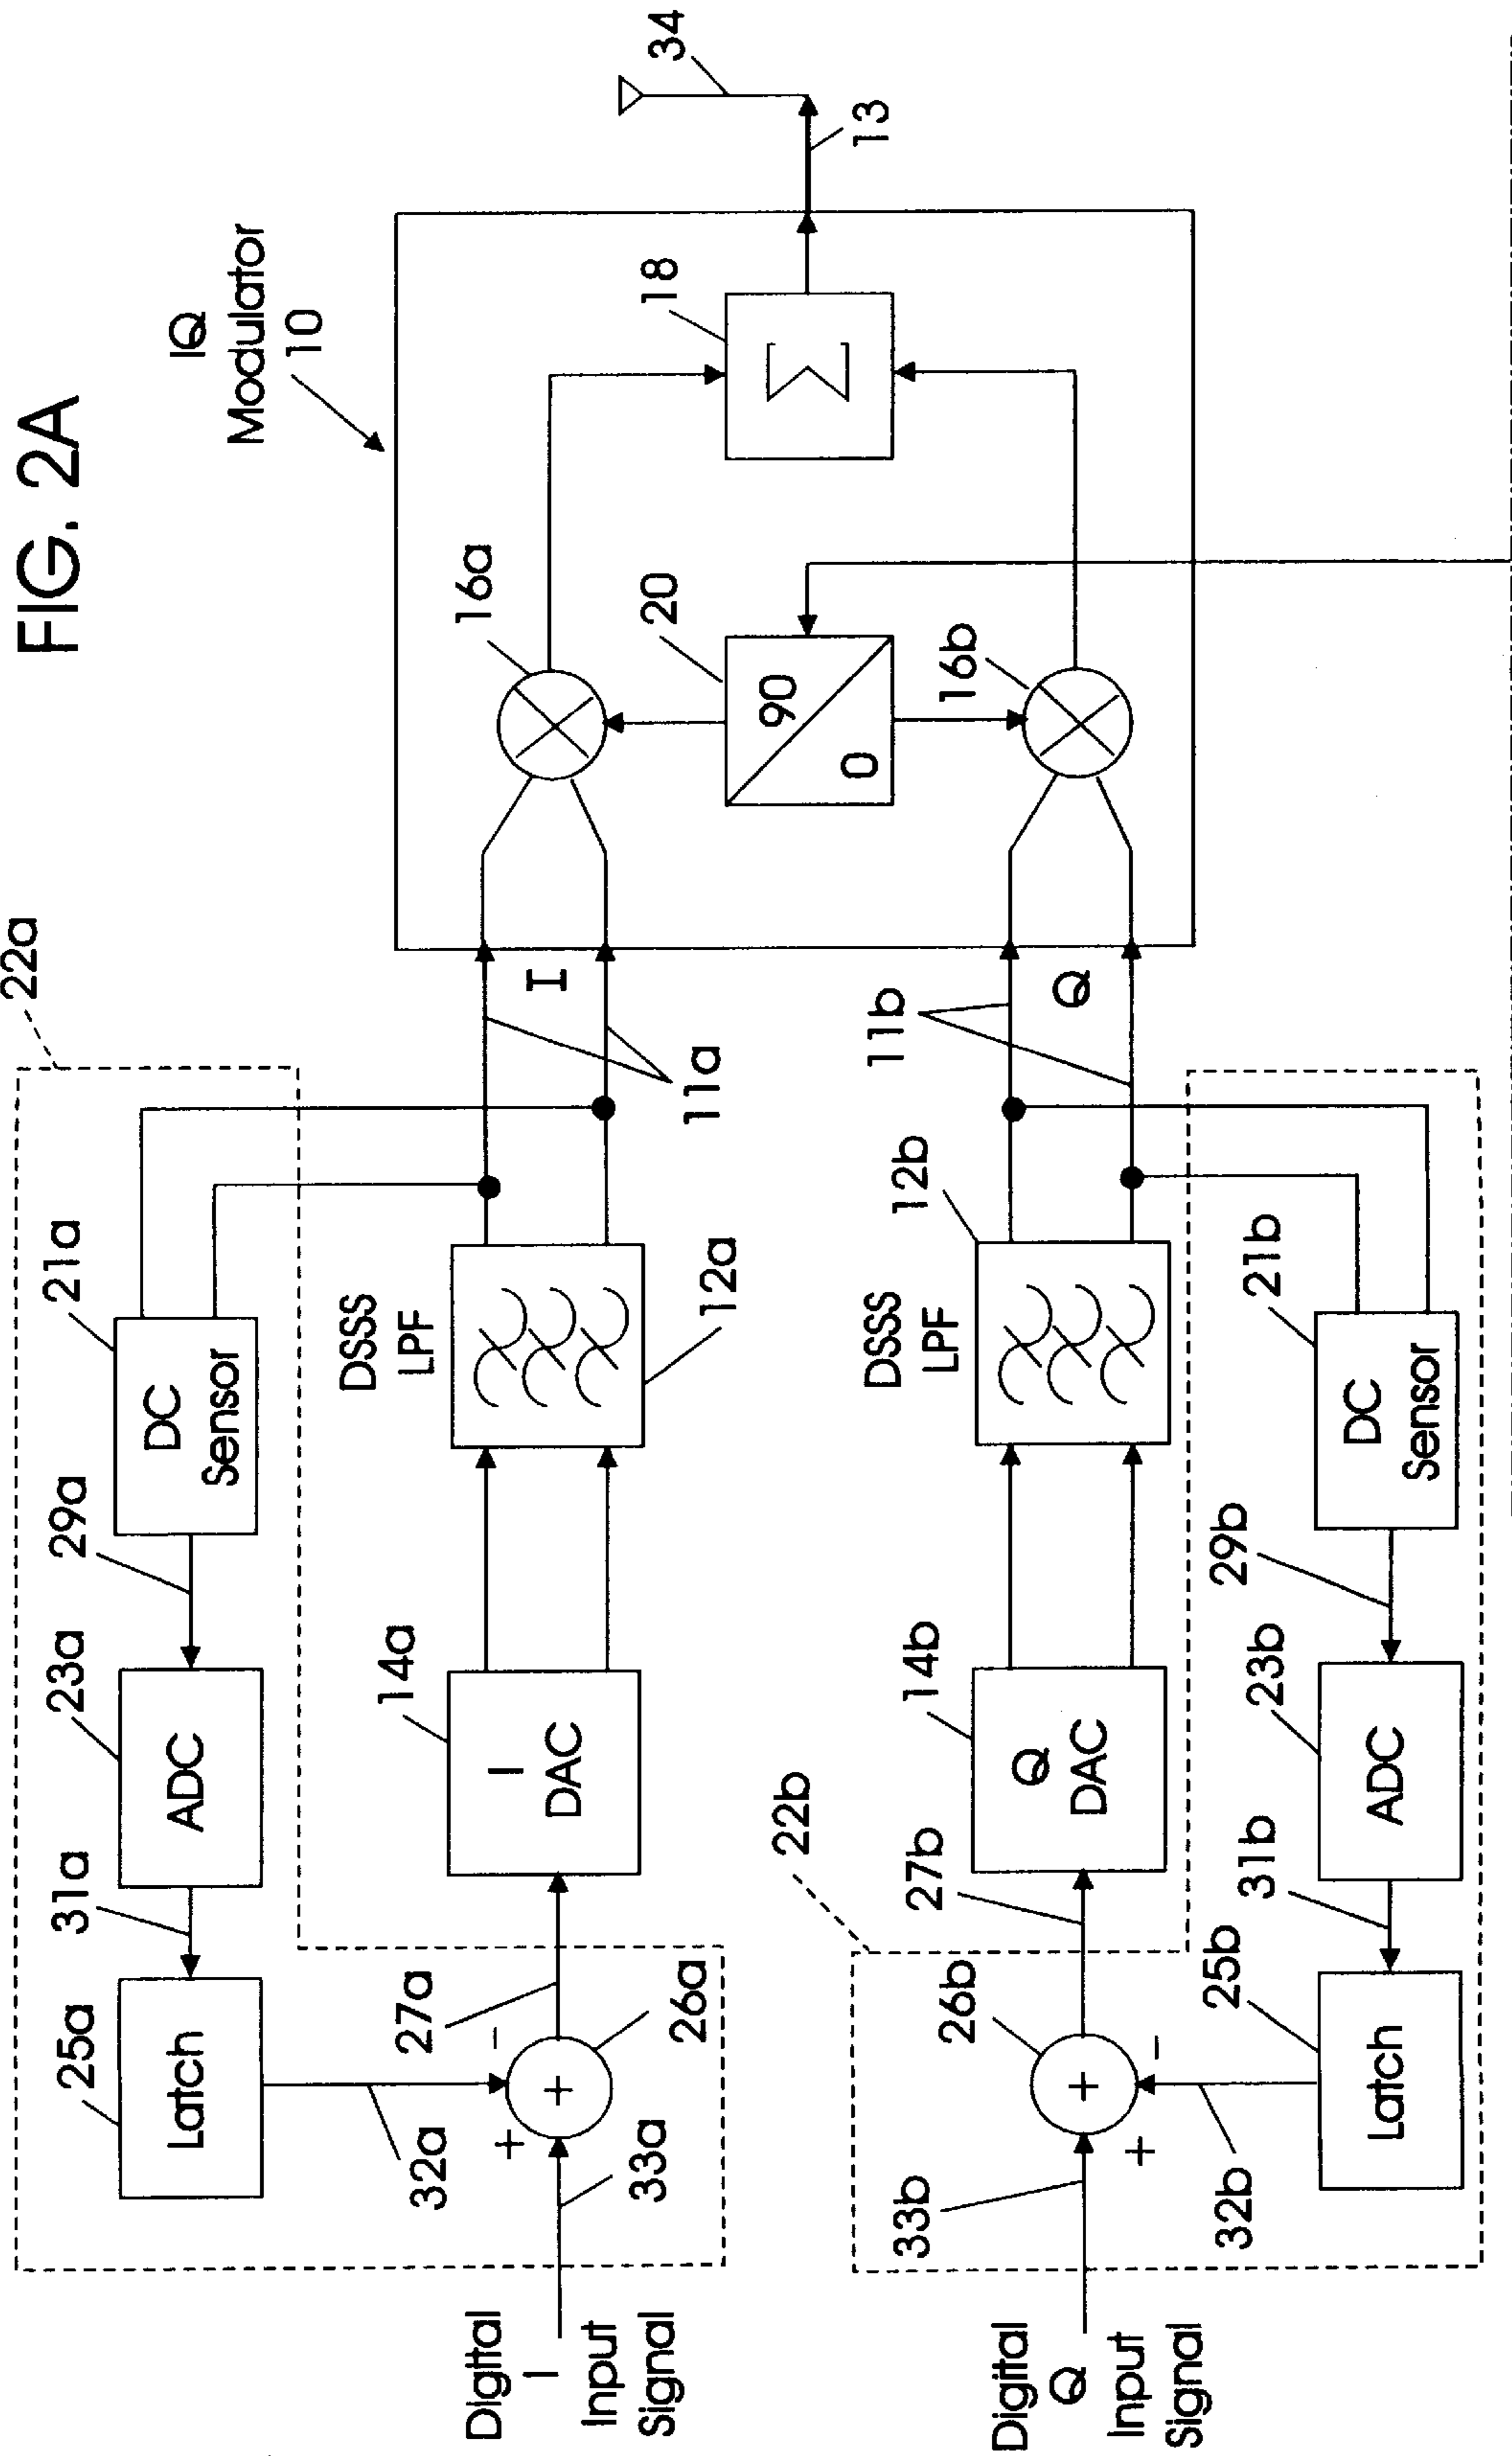 FIG. 2A
22a
25a
31a
23a
29a
21a
Latch
ADC
DC
Sensor
IQ
Modulator
10
32a
27a
-
14a
DSSS
LPF
16a
Digital
I
Input
Signal
+
+
I
DAC
I
33a
26a
12a
11a
20
18
34
90
0
Σ
13
22b
33b
26b
27b
14b
DSSS
LPF
12b
11b
16b
Digital
Q
Input
Signal
+
+
-
Q
DAC
Q
32b
25b
31b
23b
29b
21b
Latch
ADC
DC
Sensor